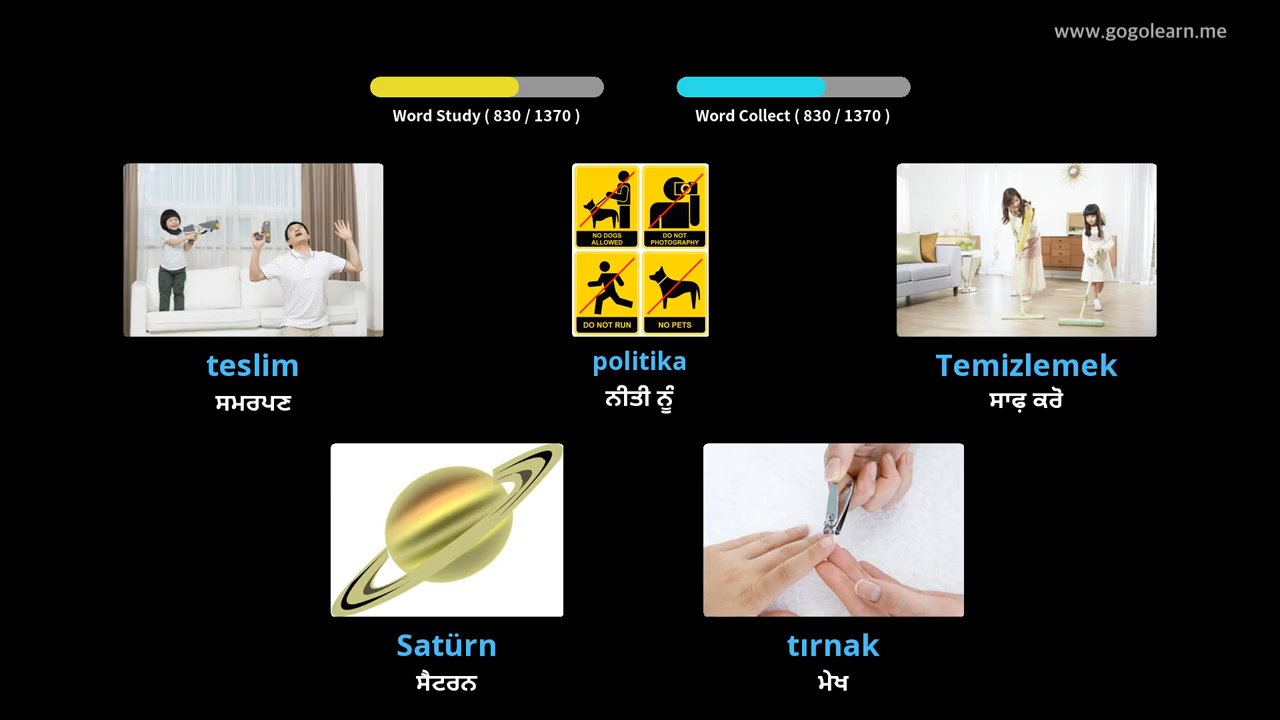 www.gogolearn.me
Word Study ( 830 / 1370 )
Word Collect ( 830 / 1370 )
NO DOGS
ALLOWED
DO NOT
PHOTOGRAPHY
DO NOT RUN
NO PETS
teslim
ਸਮਰਪਣ
politika
ਨੀਤੀ ਨੂੰ
Temizlemek
ਸਾਫ਼ ਕਰੋ
Satürn
ਸੈਟਰਨ
tırnak
ਮੇਖ